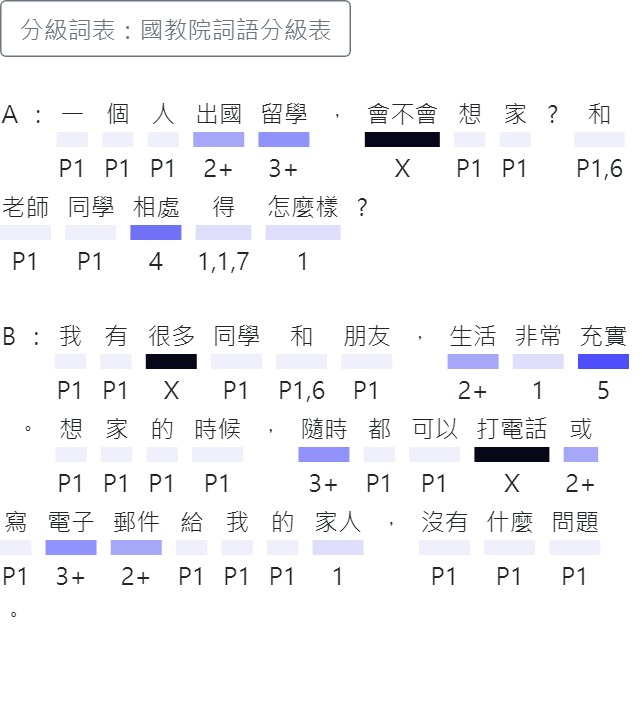 分級詞表：國教院詞語分級表
A ： 一 個 人 出國 留學 ， 會不會 想 家 ？ 和
P1 P1 P1 2+ 3+ X P1 P1 P1,6
老師 同學 相處 得 怎麼樣 ？
P1 P1 4 1,1,7 1
B ： 我 有 很多 同學 和 朋友 ， 生活 非常 充實
P1 P1 X P1 P1,6 P1 2+ 1 5
。 想 家 的 時候 ， 隨時 都 可以 打電話 或
P1 P1 P1 P1 3+ P1 P1 X 2+
寫 電子 郵件 給 我 的 家人 ， 沒有 什麼 問題
P1 3+ 2+ P1 P1 P1 1 P1 P1 P1
。